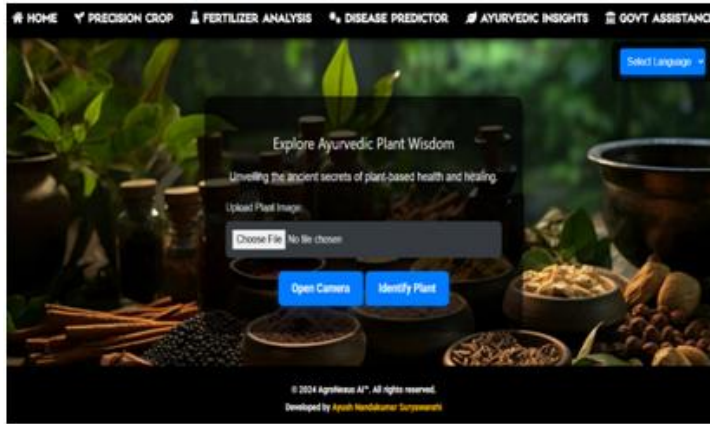 HOME PRECISION CROP FERTILIZER ANALYSIS DISEASE PREDICTOR AYURVEDIC INSIGHTS GOVT ASSISTANC
Select Language
Explore Ayurvedic Plant Wisdom
Unveiling the ancient secrets of plant-based health and healing.
Upload Plant Image:
Choose File No file chosen
Open Camera Identify Plant
© 2024 AgroNexus AI™. All rights reserved.
Developed by Ayush Nandakumar Suryawanshi